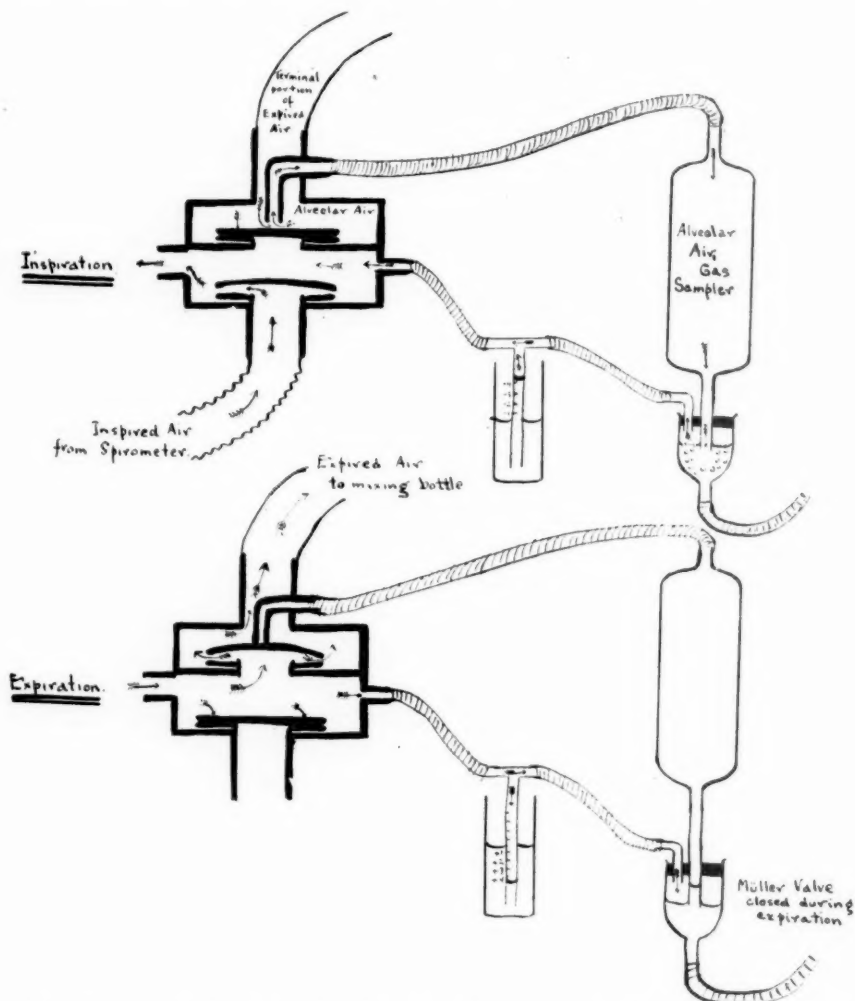 Terminal
portion
of
Expired
Air
Alveolar Air
Inspiration
Alveolar
Air
Gas
Sampler
Inspired Air
from Spirometer.
Expired Air
to mixing bottle
Expiration.
Müller Valve
closed during
expiration